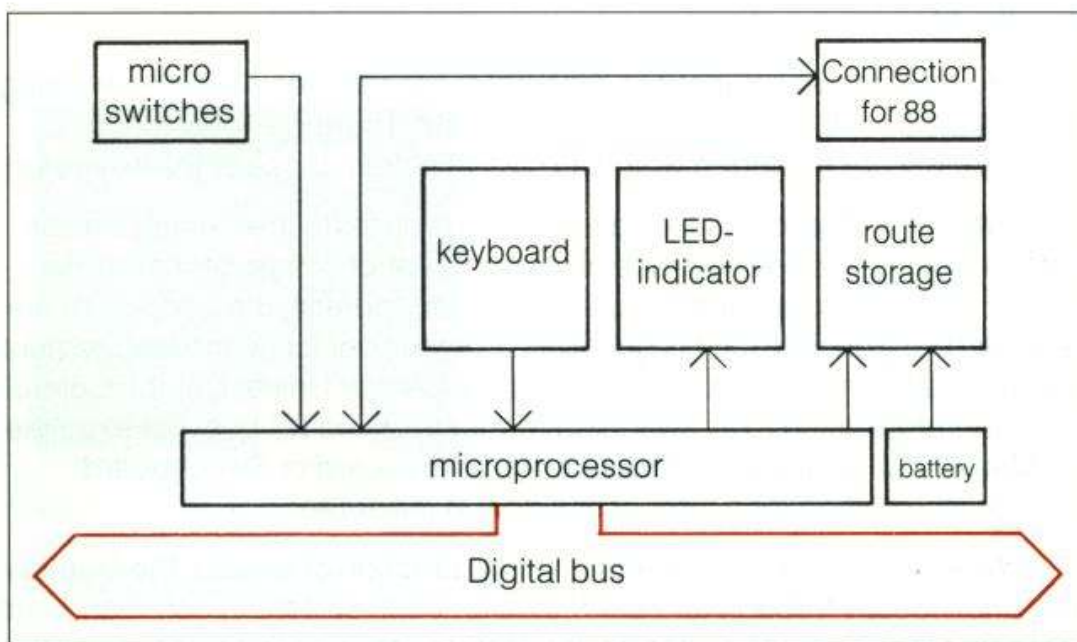 micro
switches
Connection
for 88
keyboard
LED-
indicator
route
storage
microprocessor
battery
Digital bus